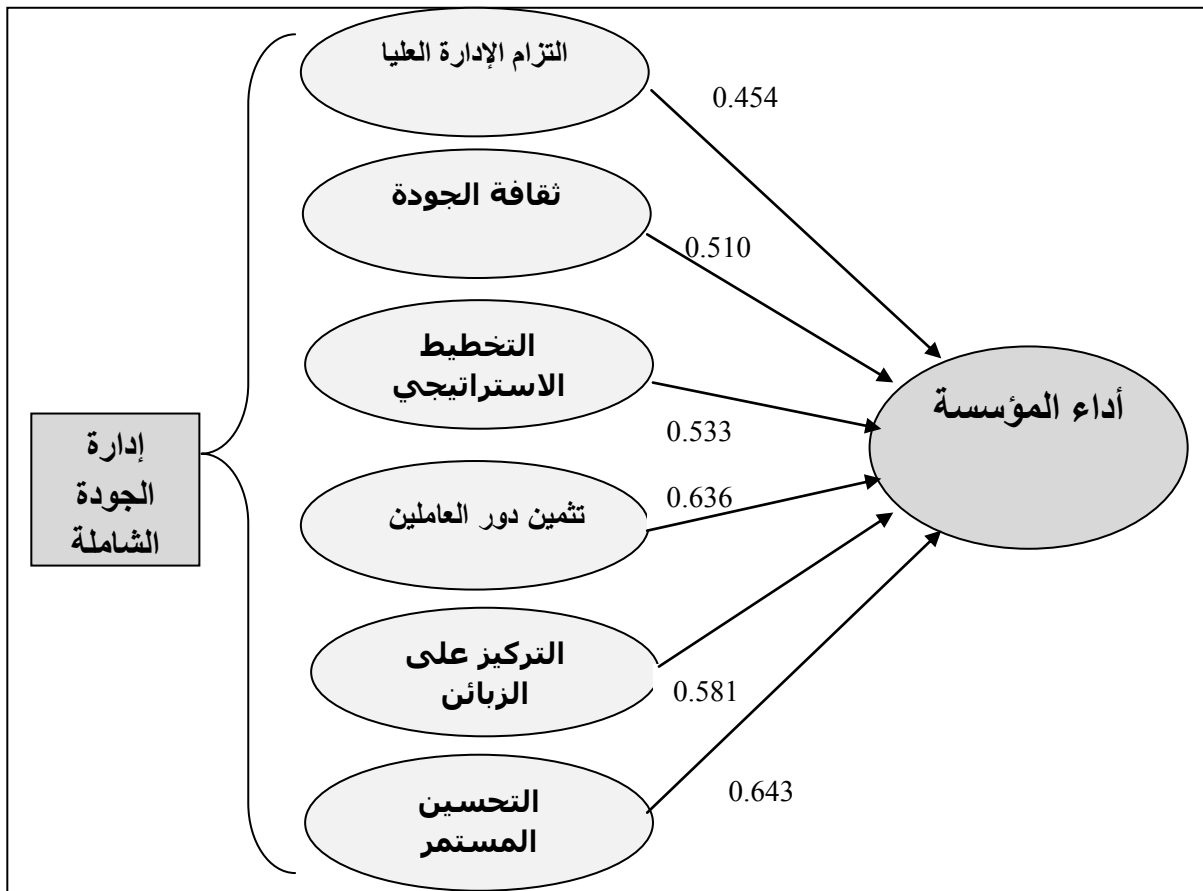 التزام الإدارة العليا
0.454
ثقافة الجودة
0.510
التخطيط
الاستراتيجي
0.533
أداء المؤسسة
إدارة
الجودة
الشاملة
تثمين دور العاملين
0.636
التركيز على
الزبائن
0.581
التحسين
المستمر
0.643